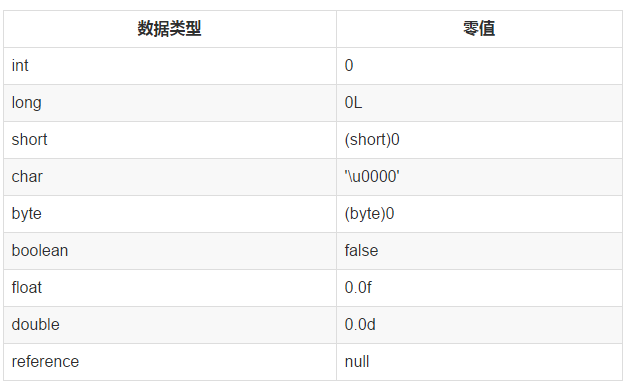 数据类型 零值
int 0
long 0L
short (short)0
char '\u0000'
byte (byte)0
boolean false
float 0.0f
double 0.0d
reference null